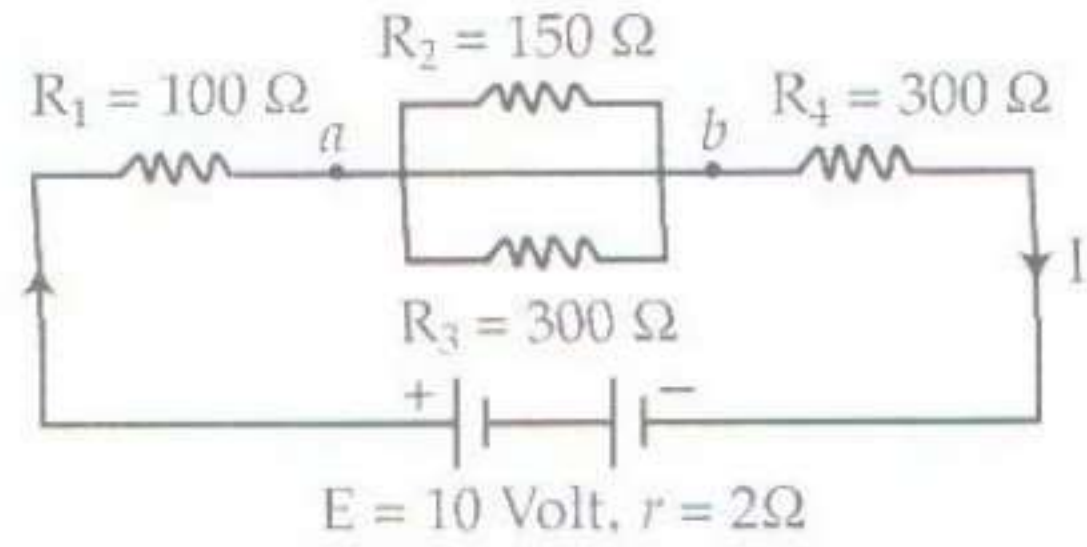 R₂ = 150 Ω
R₁ = 100 Ω
a
b
R₄ = 300 Ω
I
R₃ = 300 Ω
+
−
E = 10 Volt, r = 2Ω